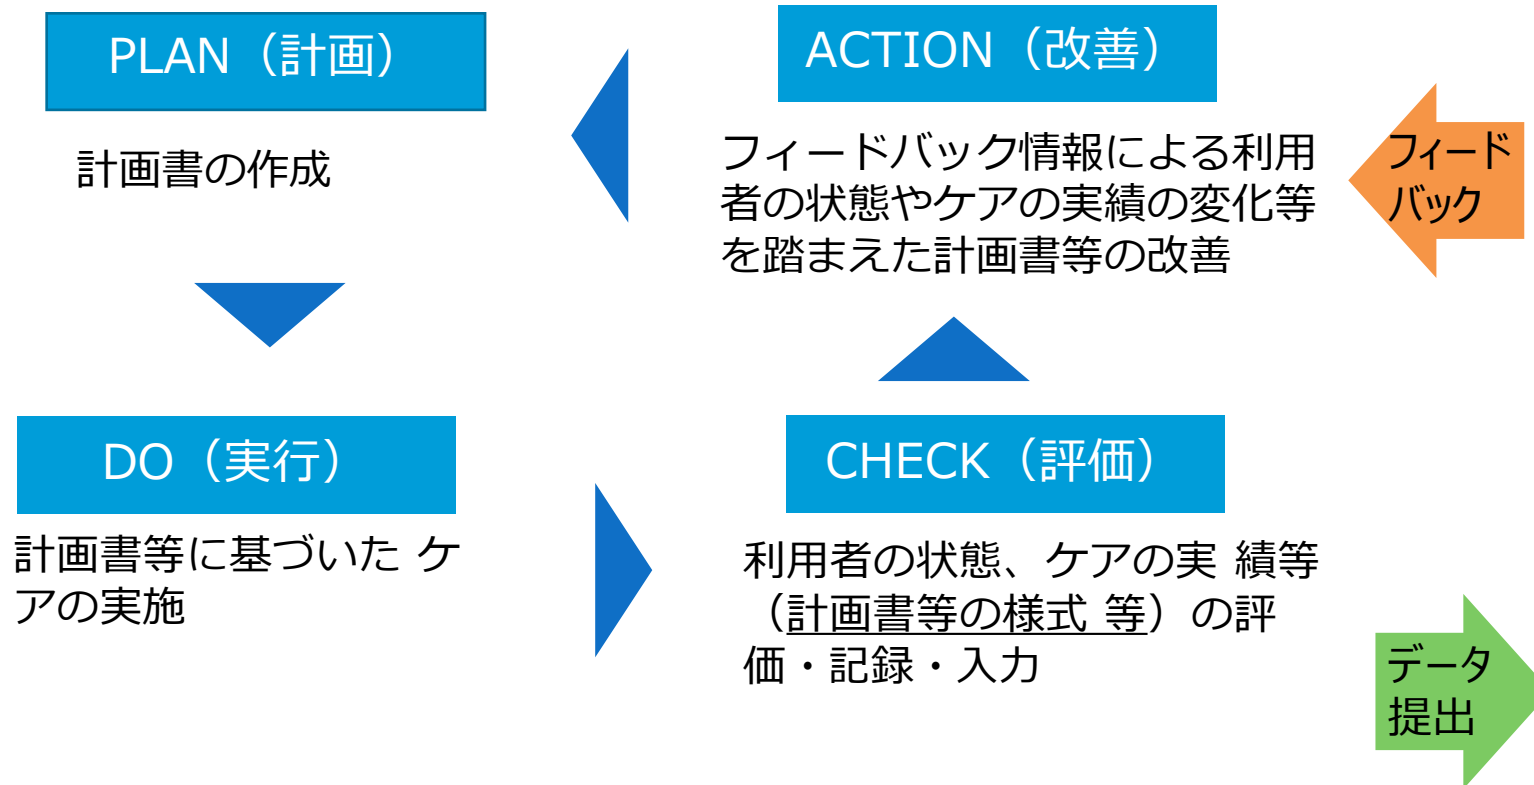 PLAN（計画）
計画書の作成
DO（実行）
計画書等に基づいた ケ
アの実施
CHECK（評価）
利用者の状態、ケアの実 績等
（計画書等の様式 等）の評
価・記録・入力
ACTION（改善）
フィードバック情報による利用
者の状態やケアの実績の変化等
を踏まえた計画書等の改善
フィード
バック
データ
提出